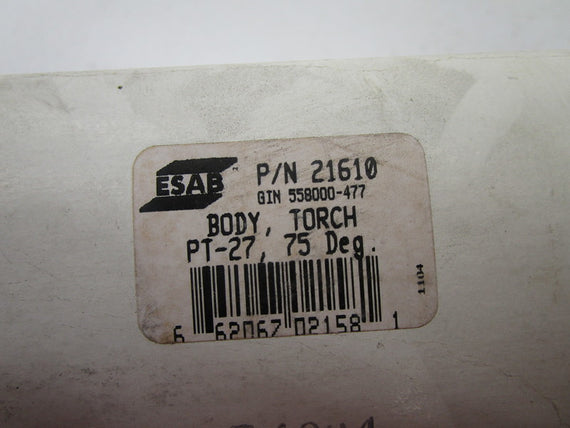 ESAB
P/N 21610
GIN 558000-477
BODY, TORCH
PT-27, 75 Deg.
1104
6 62067 02158 1